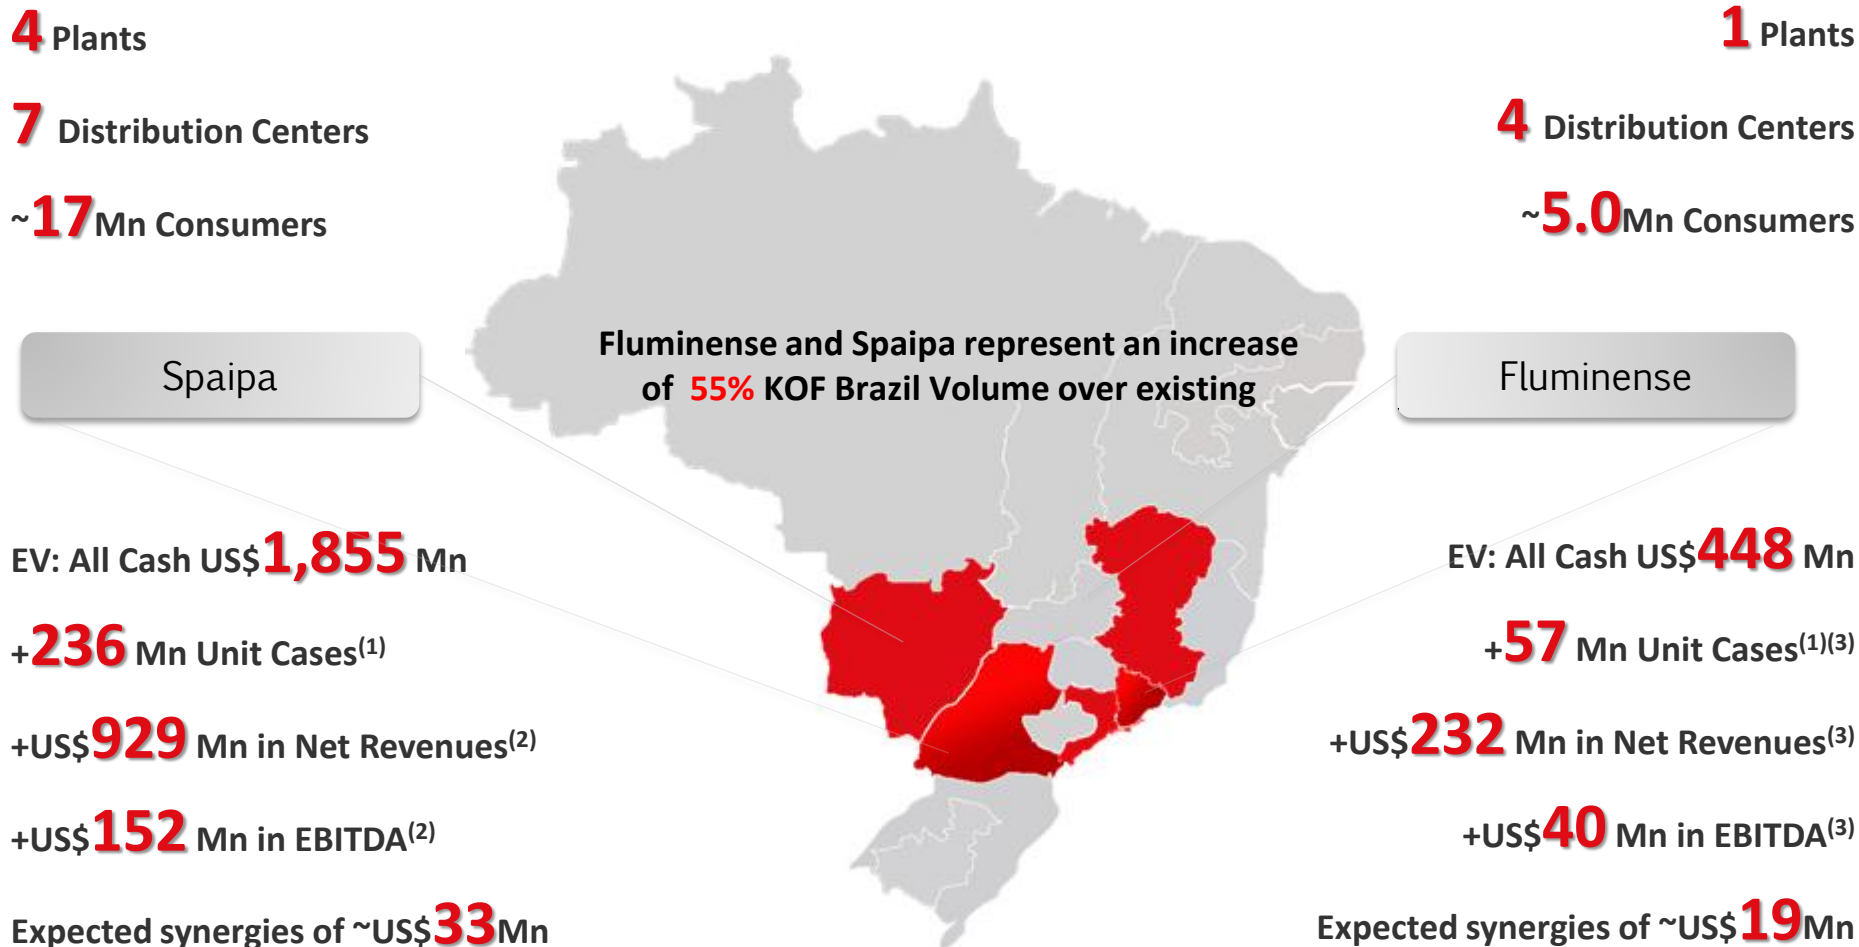 4 Plants
7 Distribution Centers
~17Mn Consumers
Spaipa
EV: All Cash US$1,855 Mn
+236 Mn Unit Cases(1)
+US$929 Mn in Net Revenues(2)
+US$152 Mn in EBITDA(2)
Expected synergies of ~US$33Mn
Fluminense and Spaipa represent an increase
of 55% KOF Brazil Volume over existing
1 Plants
4 Distribution Centers
~5.0Mn Consumers
Fluminense
EV: All Cash US$448 Mn
+57 Mn Unit Cases(1)(3)
+US$232 Mn in Net Revenues(3)
+US$40 Mn in EBITDA(3)
Expected synergies of ~US$19Mn